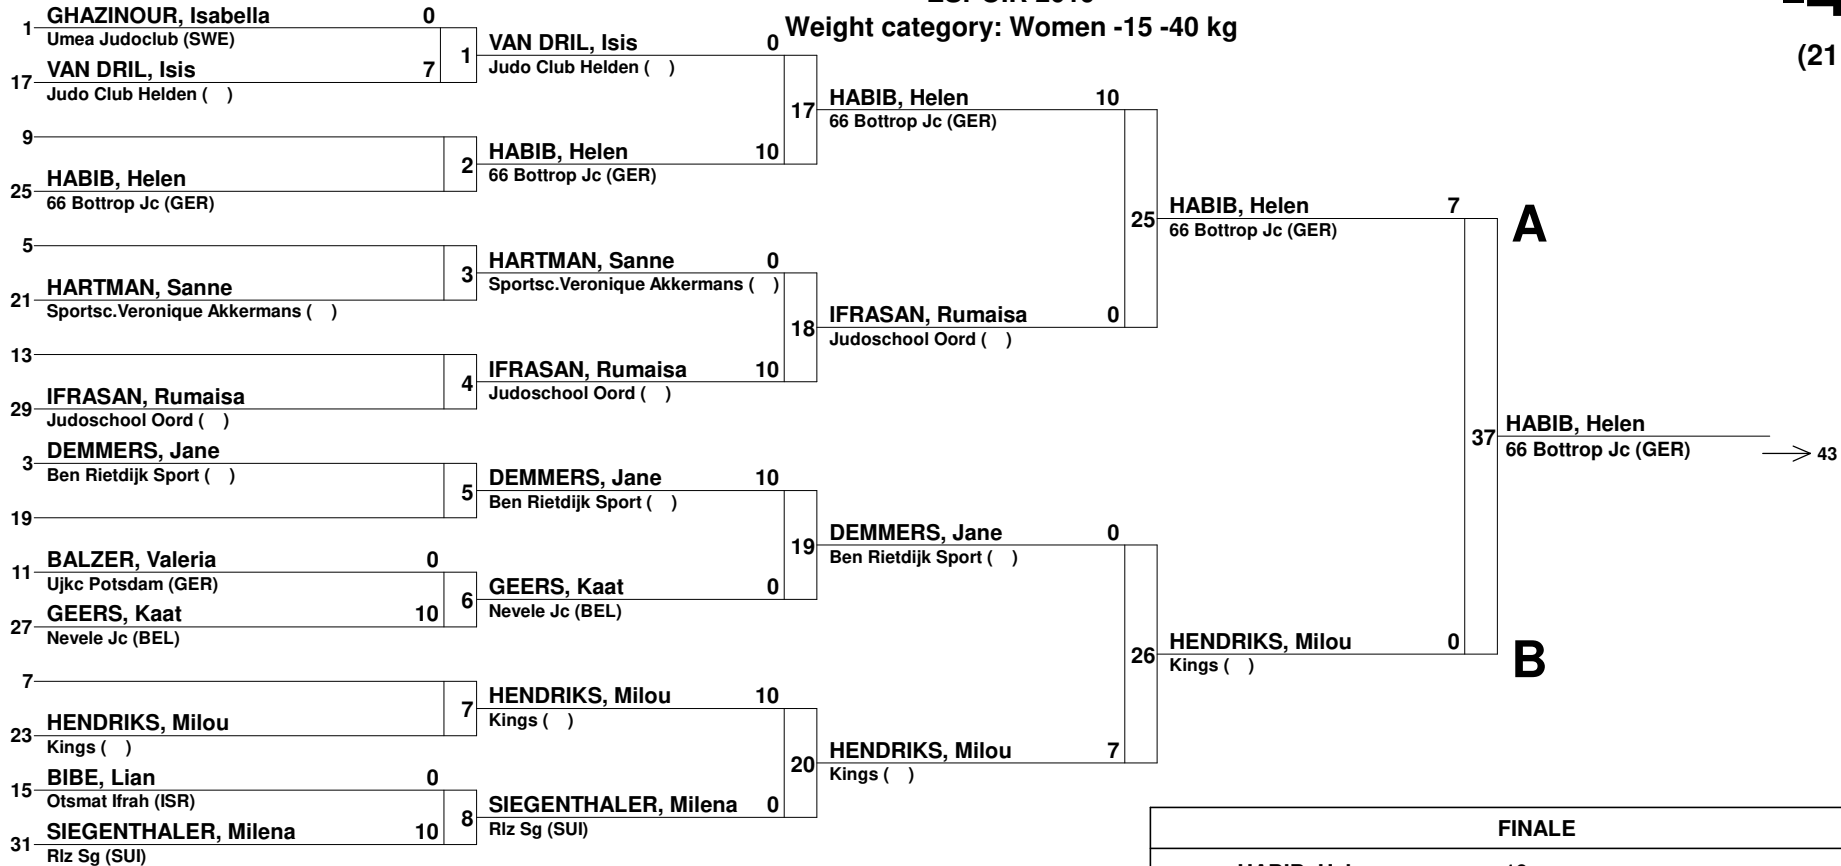 Weight category: Women -15 -40 kg
(21
1
GHAZINOUR, Isabella 0
Umea Judoclub (SWE)
17
VAN DRIL, Isis 7
Judo Club Helden ( )
9
25
HABIB, Helen
66 Bottrop Jc (GER)
5
21
HARTMAN, Sanne
Sportsc.Veronique Akkermans ( )
13
29
IFRASAN, Rumaisa
Judoschool Oord ( )
3
DEMMERS, Jane
Ben Rietdijk Sport ( )
19
11
BALZER, Valeria 0
Ujkc Potsdam (GER)
27
GEERS, Kaat 10
Nevele Jc (BEL)
7
23
HENDRIKS, Milou
Kings ( )
15
BIBE, Lian 0
Otsmat Ifrah (ISR)
31
SIEGENTHALER, Milena 10
Rlz Sg (SUI)
1
VAN DRIL, Isis 0
Judo Club Helden ( )
2
HABIB, Helen 10
66 Bottrop Jc (GER)
3
HARTMAN, Sanne 0
Sportsc.Veronique Akkermans ( )
4
IFRASAN, Rumaisa 10
Judoschool Oord ( )
5
DEMMERS, Jane 10
Ben Rietdijk Sport ( )
6
GEERS, Kaat 0
Nevele Jc (BEL)
7
HENDRIKS, Milou 10
Kings ( )
8
SIEGENTHALER, Milena 0
Rlz Sg (SUI)
17
HABIB, Helen 10
66 Bottrop Jc (GER)
18
IFRASAN, Rumaisa 0
Judoschool Oord ( )
19
DEMMERS, Jane 0
Ben Rietdijk Sport ( )
20
HENDRIKS, Milou 7
Kings ( )
25
HABIB, Helen 7
66 Bottrop Jc (GER)
A
26
HENDRIKS, Milou 0
Kings ( )
B
37
HABIB, Helen
66 Bottrop Jc (GER)
43
FINALE